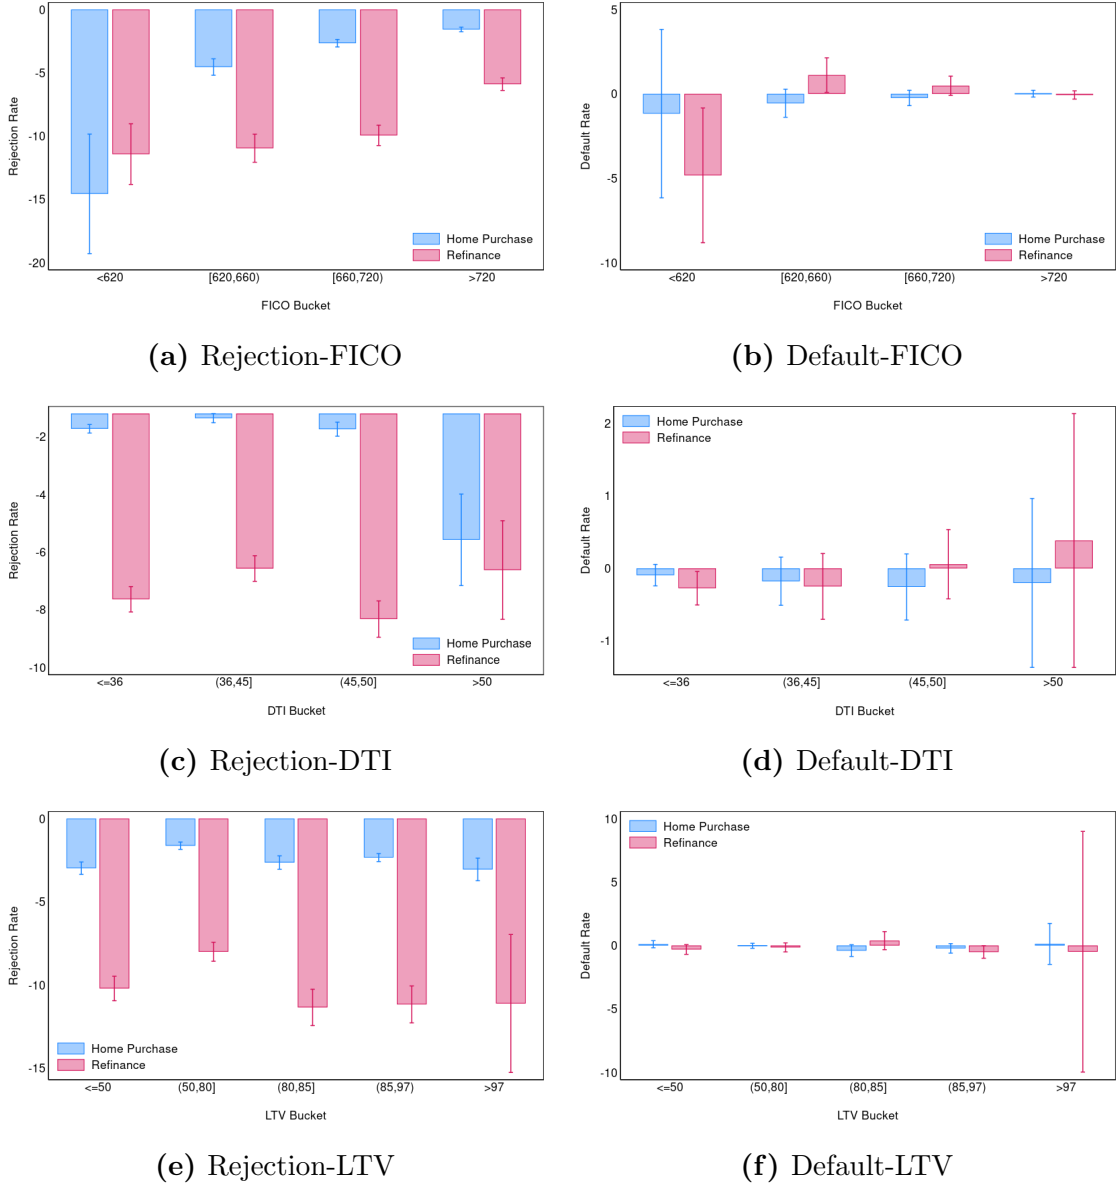 0
-5
-10
-15
-20
Rejection Rate
Home Purchase
Refinance
<620
[620,660)
[660,720)
>720
FICO Bucket
(a) Rejection-FICO
5
0
-5
-10
Default Rate
Home Purchase
Refinance
<620
[620,660)
[660,720)
>720
FICO Bucket
(b) Default-FICO
-2
-4
-6
-8
-10
Rejection Rate
Home Purchase
Refinance
<=36
(36,45]
(45,50]
>50
DTI Bucket
(c) Rejection-DTI
2
1
0
-1
Default Rate
Home Purchase
Refinance
<=36
(36,45]
(45,50]
>50
DTI Bucket
(d) Default-DTI
0
-5
-10
-15
Rejection Rate
Home Purchase
Refinance
<=50
(50,80]
(80,85]
(85,97)
>97
LTV Bucket
(e) Rejection-LTV
10
5
0
-5
-10
Default Rate
Home Purchase
Refinance
<=50
(50,80]
(80,85]
(85,97)
>97
LTV Bucket
(f) Default-LTV